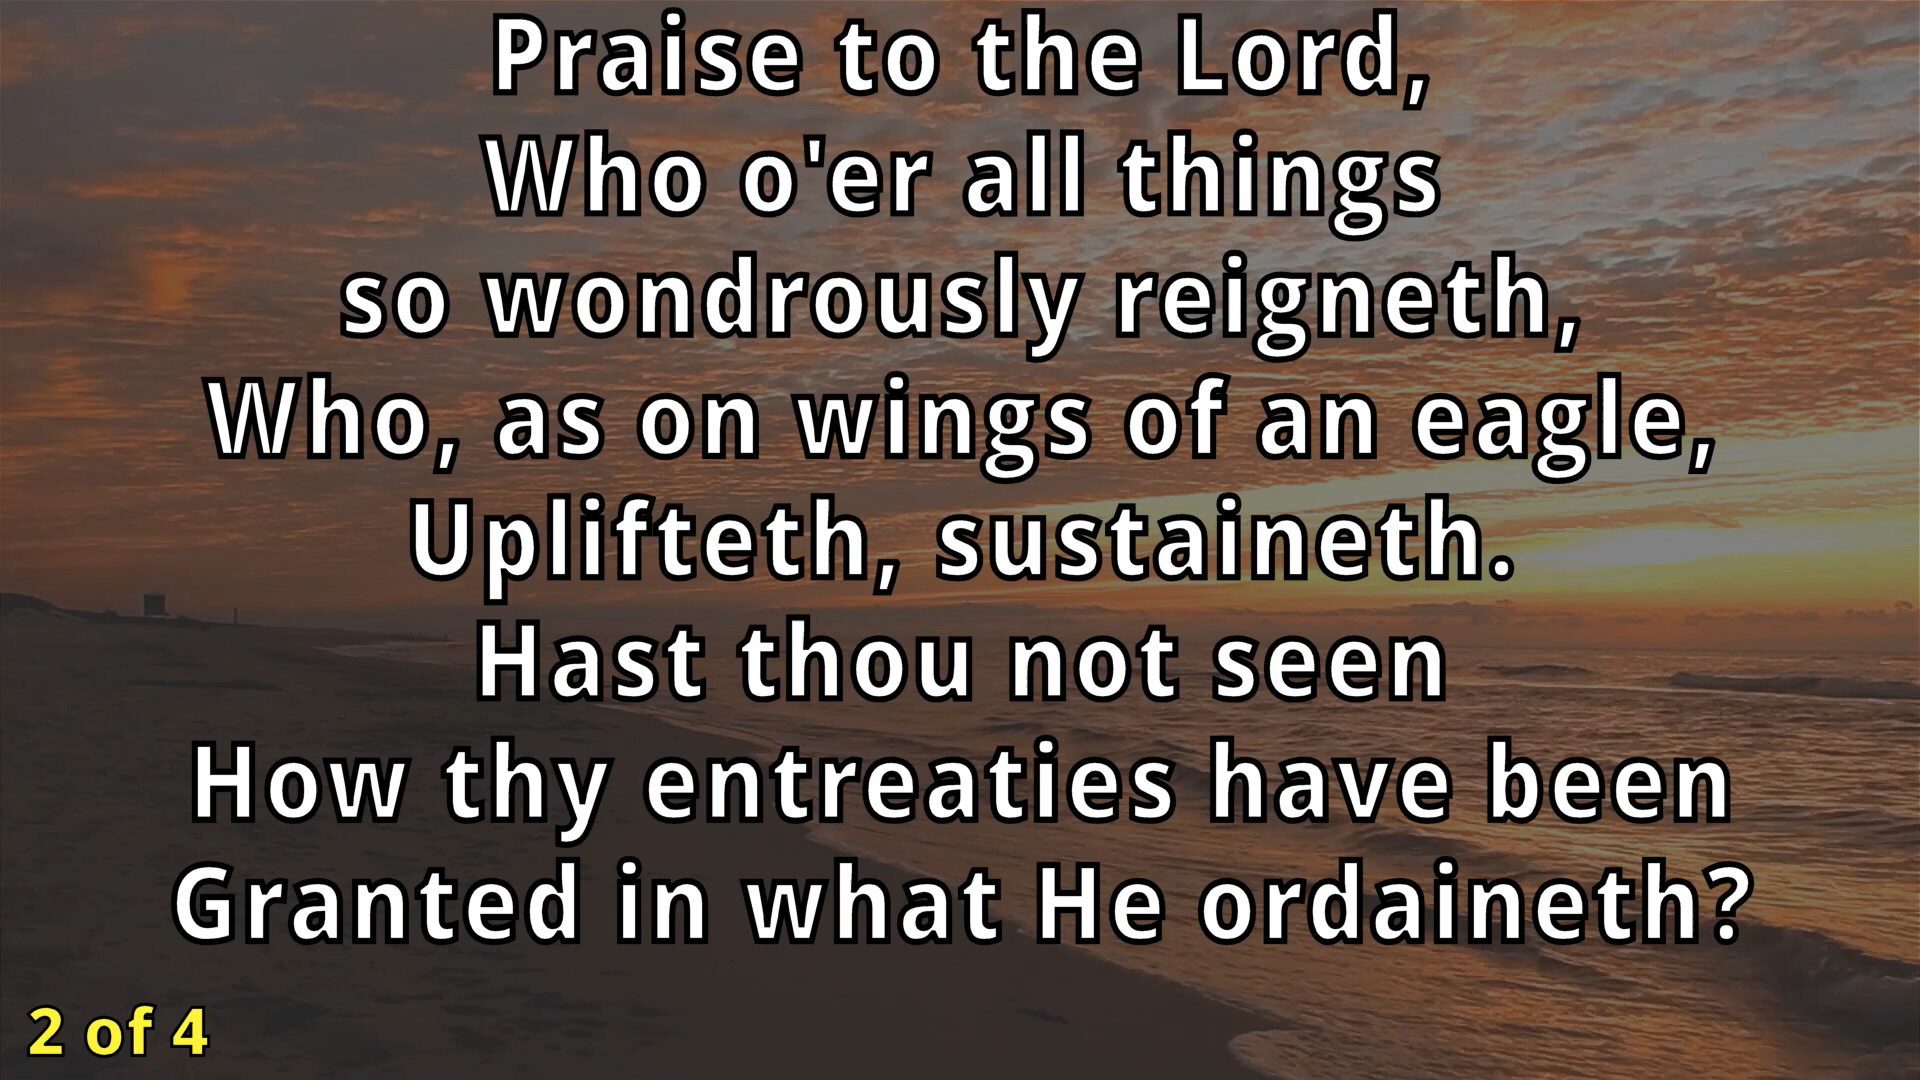 Praise to the Lord,
Who o'er all things
so wondrously reigneth,
Who, as on wings of an eagle,
Uplifteth, sustaineth.
Hast thou not seen
How thy entreaties have been
Granted in what He ordaineth?
2 of 4